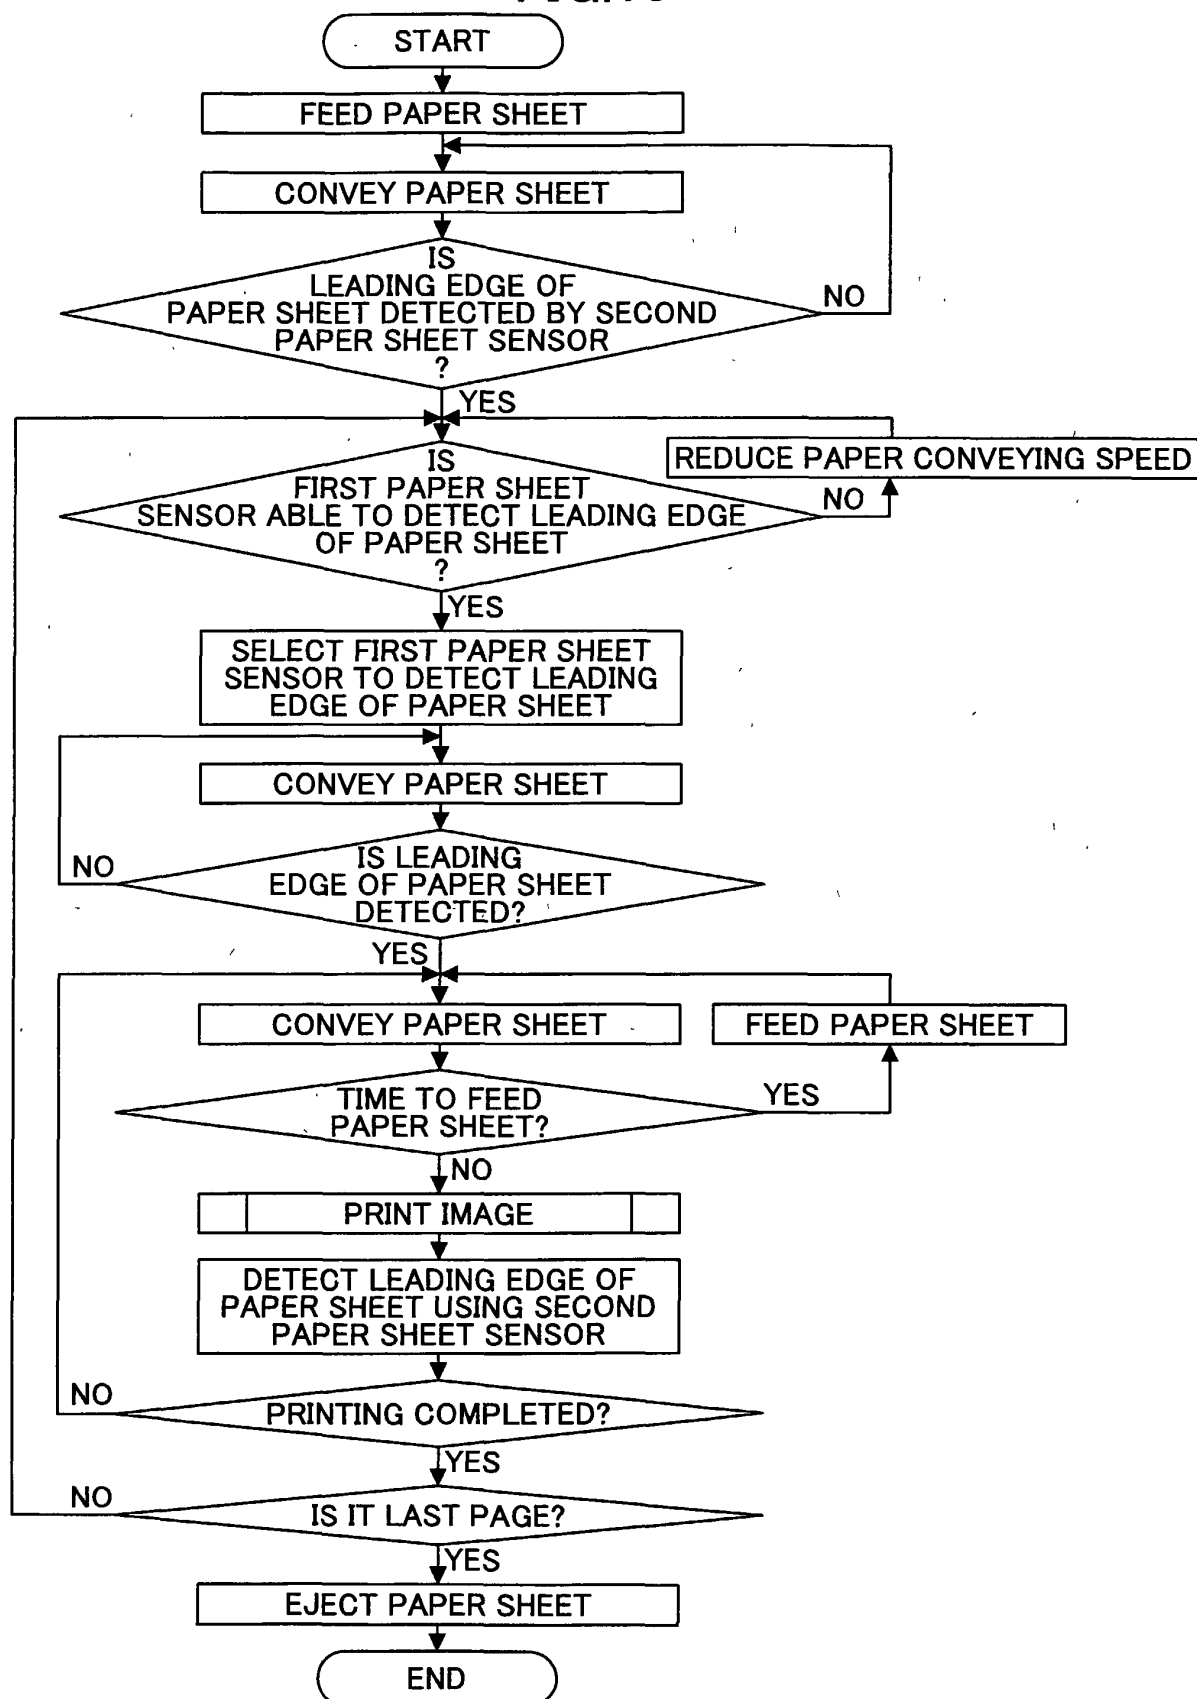 START
FEED PAPER SHEET
CONVEY PAPER SHEET
IS
LEADING EDGE OF
PAPER SHEET DETECTED BY SECOND
PAPER SHEET SENSOR
?
NO
YES
REDUCE PAPER CONVEYING SPEED
IS
FIRST PAPER SHEET
SENSOR ABLE TO DETECT LEADING EDGE
OF PAPER SHEET
?
NO
YES
SELECT FIRST PAPER SHEET
SENSOR TO DETECT LEADING
EDGE OF PAPER SHEET
CONVEY PAPER SHEET
IS LEADING
EDGE OF PAPER SHEET
DETECTED?
NO
YES
CONVEY PAPER SHEET
FEED PAPER SHEET
TIME TO FEED
PAPER SHEET?
YES
NO
PRINT IMAGE
DETECT LEADING EDGE OF
PAPER SHEET USING SECOND
PAPER SHEET SENSOR
PRINTING COMPLETED?
NO
YES
IS IT LAST PAGE?
NO
YES
EJECT PAPER SHEET
END